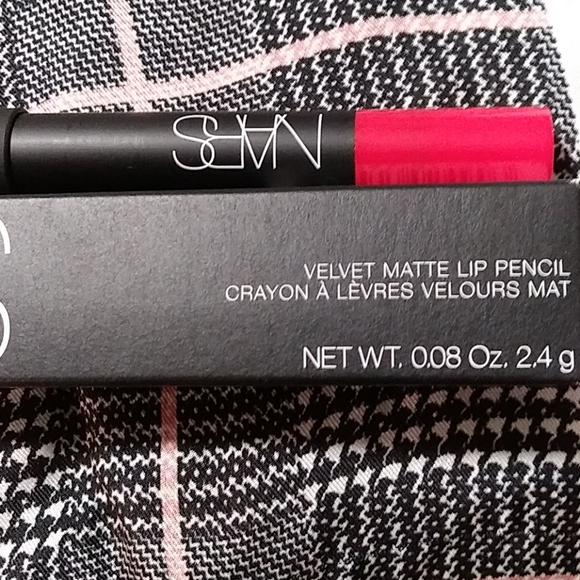 NARS
VELVET MATTE LIP PENCIL
CRAYON À LÈVRES VELOURS MAT
NET WT. 0.08 Oz. 2.4 g